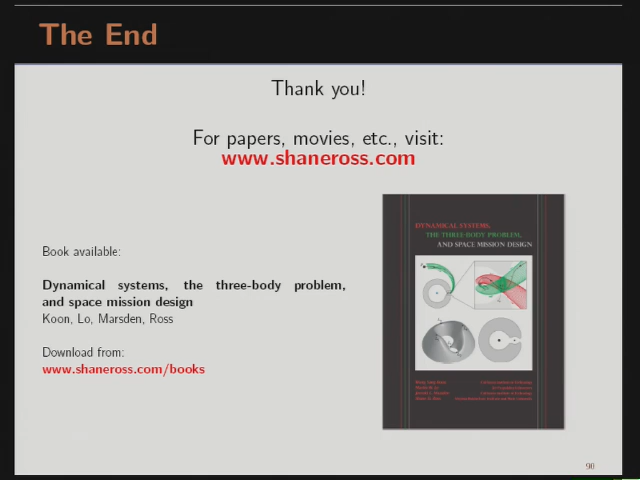 The End
Thank you!
For papers, movies, etc., visit:
www.shaneross.com
Book available:
Dynamical systems, the three-body problem,
and space mission design
Koon, Lo, Marsden, Ross
Download from:
www.shaneross.com/books
DYNAMICAL SYSTEMS,
THE THREE-BODY PROBLEM,
AND SPACE MISSION DESIGN
90